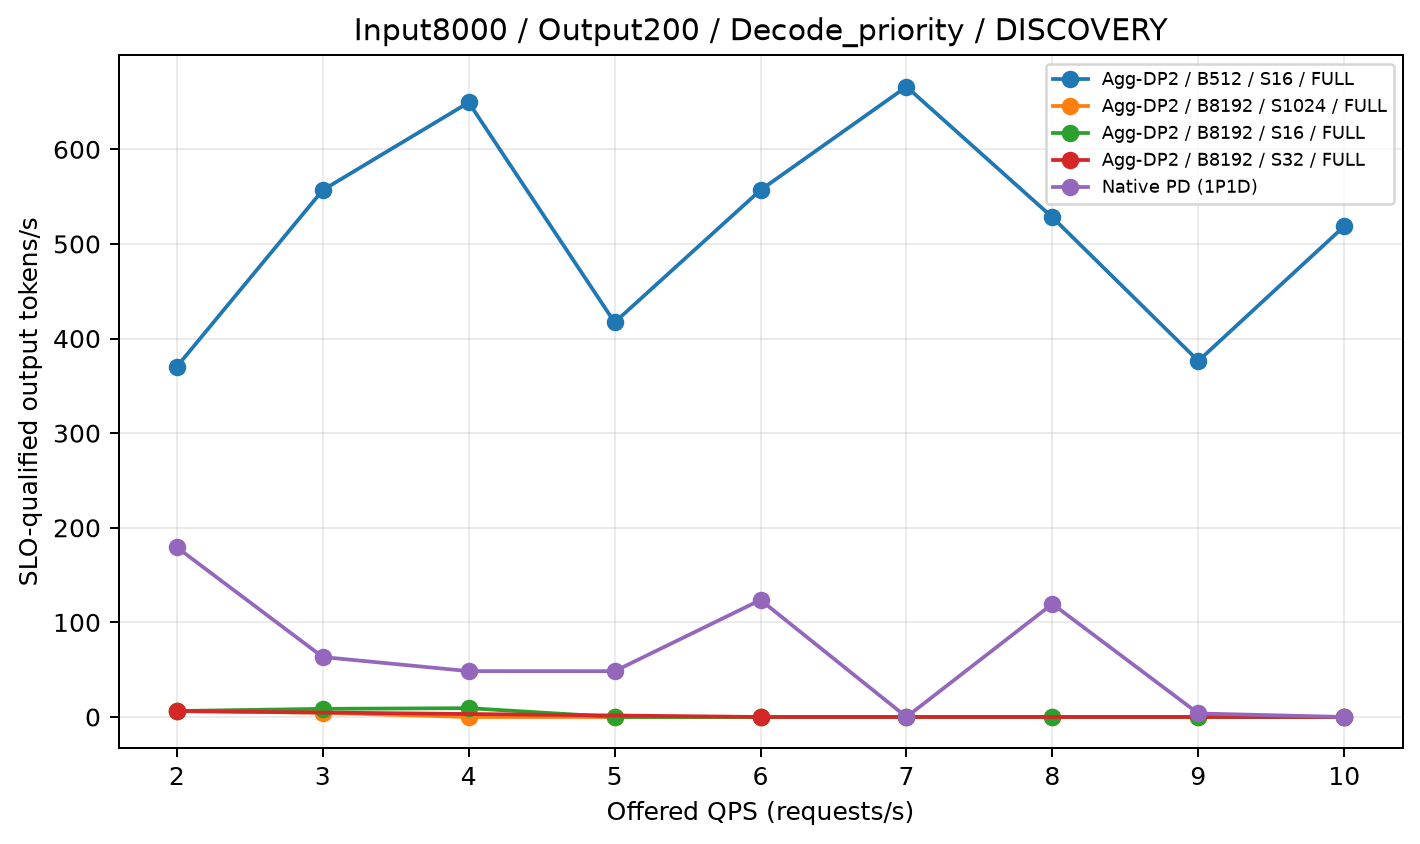 Input8000 / Output200 / Decode_priority / DISCOVERY
Agg-DP2 / B512 / S16 / FULL
Agg-DP2 / B8192 / S1024 / FULL
Agg-DP2 / B8192 / S16 / FULL
Agg-DP2 / B8192 / S32 / FULL
Native PD (1P1D)
SLO-qualified output tokens/s
600
500
400
300
200
100
0
2 3 4 5 6 7 8 9 10
Offered QPS (requests/s)